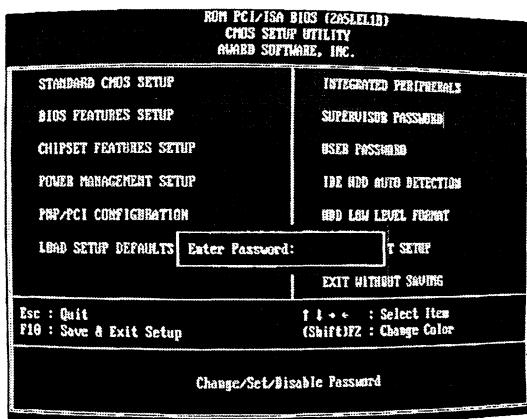 ROM PCI/ISA BIOS (2A5LEL1B)
CMOS SETUP UTILITY
AWARD SOFTWARE, INC.
STANDARD CMOS SETUP
BIOS FEATURES SETUP
CHIPSET FEATURES SETUP
POWER MANAGEMENT SETUP
PNP/PCI CONFIGURATION
LOAD SETUP DEFAULTS
INTEGRATED PERIPHERALS
SUPERVISOR PASSWORD
USER PASSWORD
IDE HDD AUTO DETECTION
HDD LOW LEVEL FORMAT
T SETUP
EXIT WITHOUT SAVING
Enter Password:
Esc : Quit
F10 : Save & Exit Setup
↑ ↓ → ← : Select Item
(Shift)F2 : Change Color
Change/Set/Disable Password